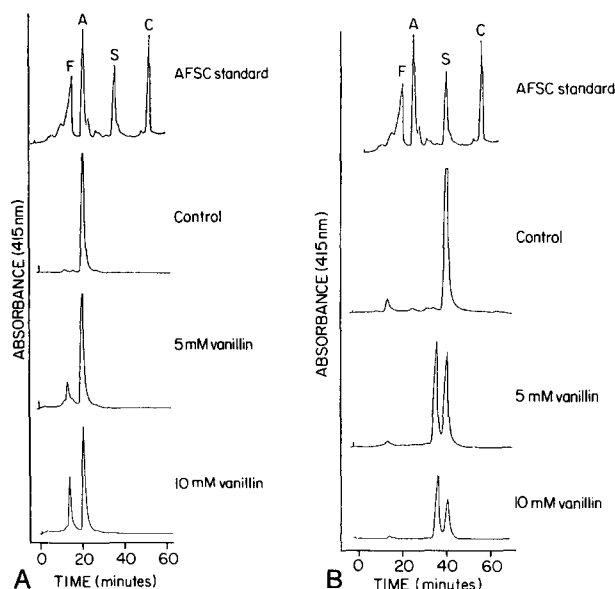 F
A
S
C
AFSC standard
Control
5 mM vanillin
10 mM vanillin
ABSORBANCE (415 nm)
0 20 40 60
A TIME (minutes)
F
A
S
C
AFSC standard
Control
5 mM vanillin
10 mM vanillin
ABSORBANCE (415 nm)
0 20 40 60
B TIME (minutes)